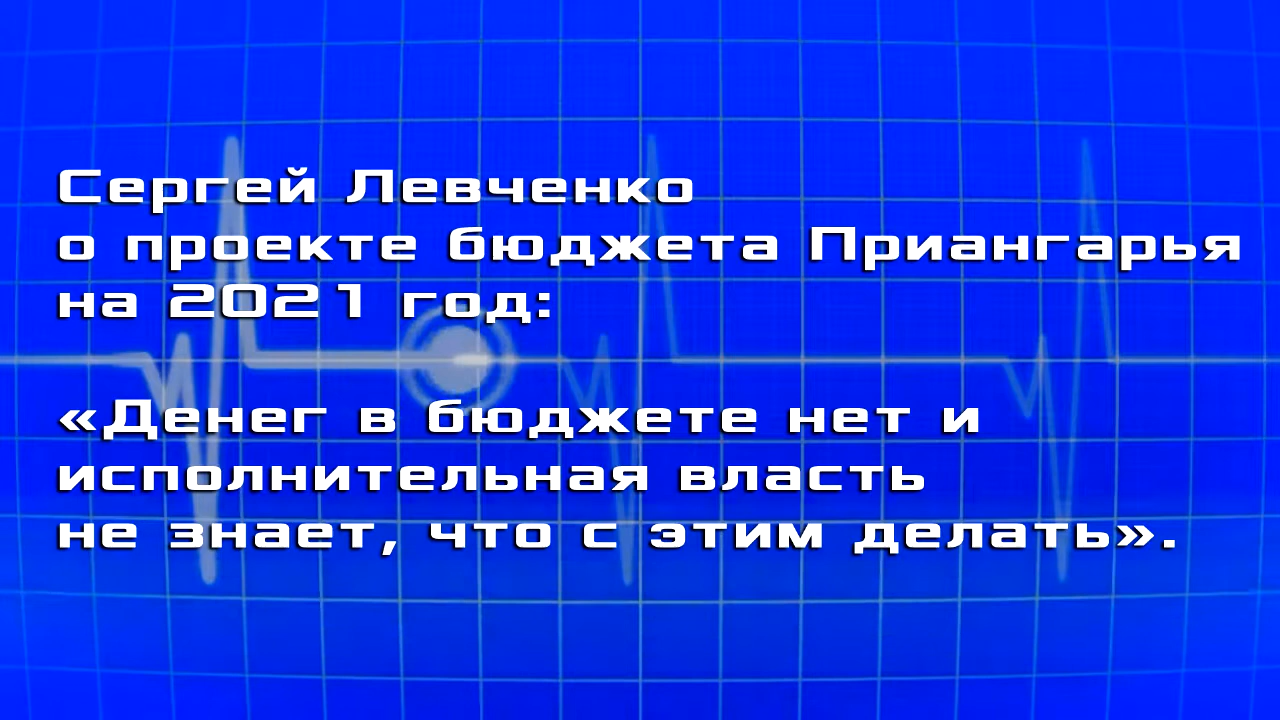 Сергей Левченко
о проекте бюджета Приангарья
на 2021 год:
«Денег в бюджете нет и
исполнительная власть
не знает, что с этим делать».